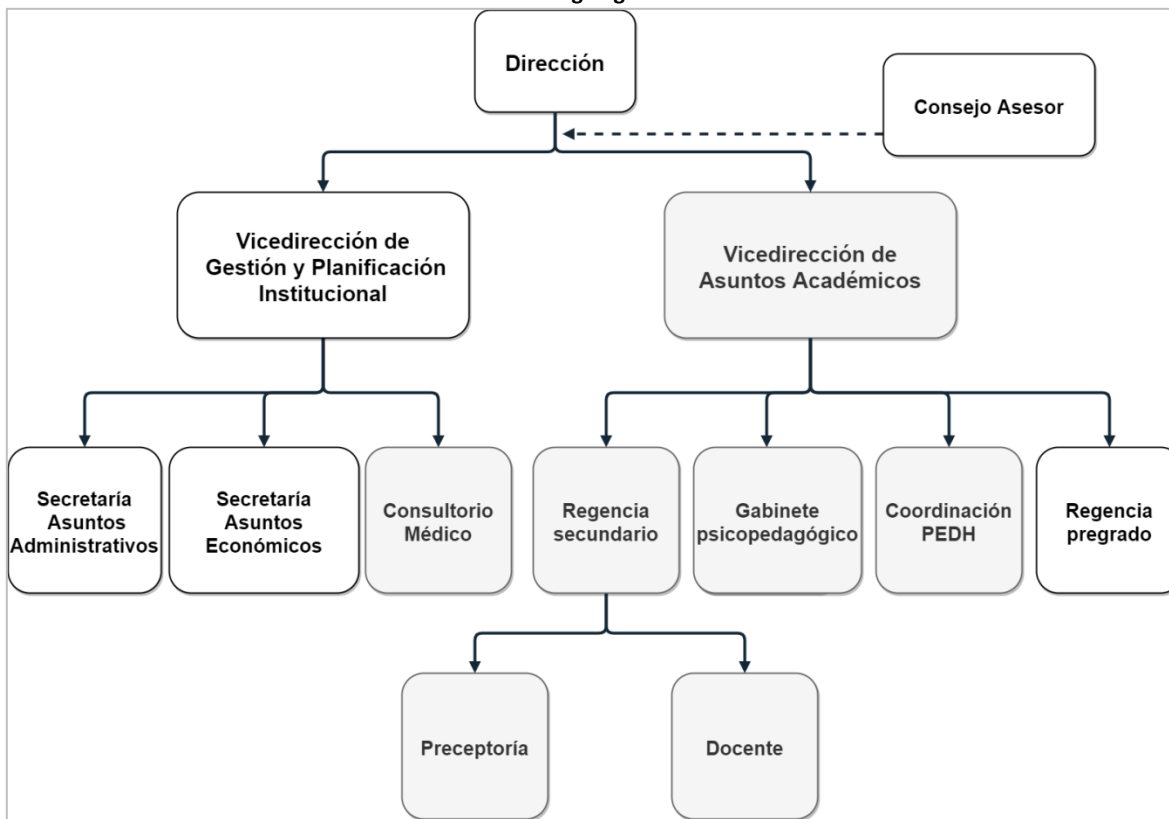 Dirección
Consejo Asesor
Vicedirección de
Gestión y Planificación
Institucional
Vicedirección de
Asuntos Académicos
Secretaría
Asuntos
Administrativos
Secretaría
Asuntos
Económicos
Consultorio
Médico
Regencia
secundario
Gabinete
psicopedagógico
Coordinación
PEDH
Regencia
pregrado
Preceptoría
Docente